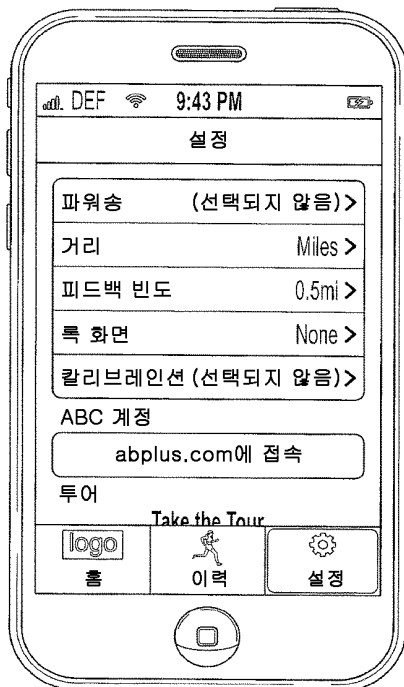 DEF 9:43 PM
설정
파워송 (선택되지 않음)>
거리 Miles >
피드백 빈도 0.5mi >
록 화면 None >
칼리브레인션 (선택되지 않음)>
ABC 계정
abplus.com에 접속
투어
Take the Tour
logo
홈 이력 설정